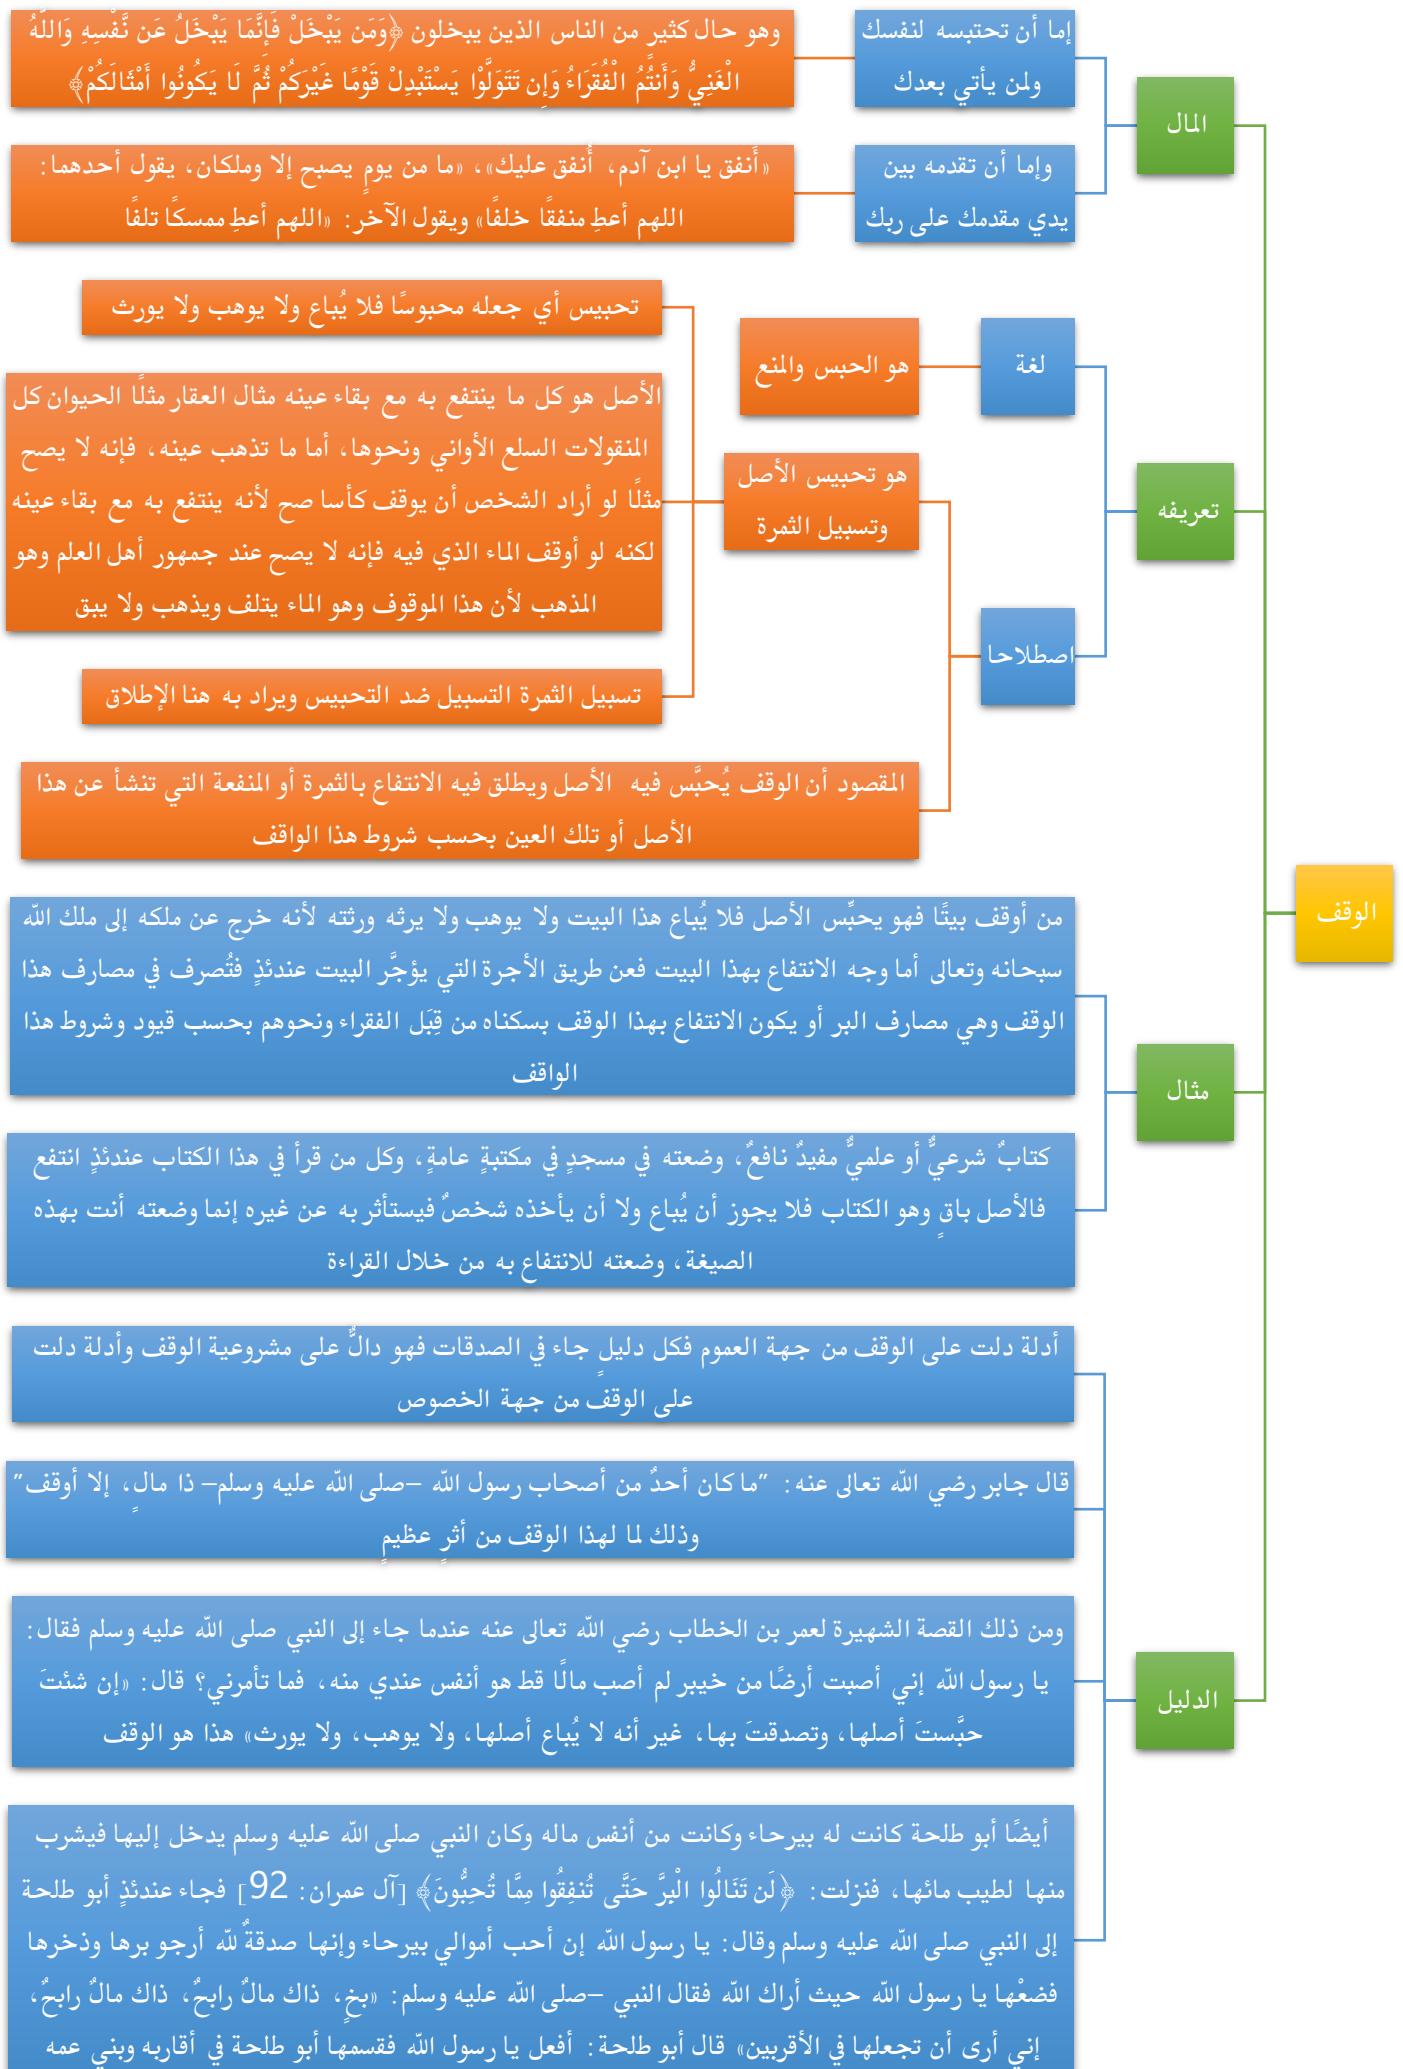 الوقف
المال
إما أن تحتبسه لنفسك
ولن يأتي بعدك
وهو حال كثيرٍ من الناس الذين يبخلون ﴿وَمَن يَبْخَلْ فَإِنَّمَا يَبْخَلُ عَن نَّفْسِهِ وَاللَّهُ
الْغَنِيُّ وَأَنتُمُ الْفُقَرَاءُ وَإِن تَتَوَلَّوْا يَسْتَبْدِلْ قَوْمًا غَيْرَكُمْ ثُمَّ لَا يَكُونُوا أَمْثَالَكُمْ﴾
وإما أن تقدمه بين
يدي مقدمك على ربك
«أَنفق يا ابن آدم، أُنفق عليك»، «ما من يومٍ يصبح إلا وملكان، يقول أحدهما:
اللهم أعطِ منفقًا خلفًا» ويقول الآخر: «اللهم أعطِ ممسكًا تلفًا
تعريفه
لغة
هو الحبس والمنع
اصطلاحا
هو تحبيس الأصل
وتسبيل الثمرة
تحبيس أي جعله محبوسًا فلا يُباع ولا يوهب ولا يورث
الأصل هو كل ما ينتفع به مع بقاء عينه مثال العقار مثلًا الحيوان كل
المنقولات السلع الأواني ونحوها، أما ما تذهب عينه، فإنه لا يصح
مثلًا لو أراد الشخص أن يوقف كأسا صح لأنه ينتفع به مع بقاء عينه
لكنه لو أوقف الماء الذي فيه فإنه لا يصح عند جمهور أهل العلم وهو
المذهب لأن هذا الموقوف وهو الماء يتلف ويذهب ولا يبق
تسبيل الثمرة التسبيل ضد التحبيس ويراد به هنا الإطلاق
المقصود أن الوقف يُحبَّس فيه الأصل ويطلق فيه الانتفاع بالثمرة أو المنفعة التي تنشأ عن هذا
الأصل أو تلك العين بحسب شروط هذا الواقف
مثال
من أوقف بيتًا فهو يحبِّس الأصل فلا يُباع هذا البيت ولا يوهب ولا يرثه ورثته لأنه خرج عن ملكه إلى ملك الله
سبحانه وتعالى أما وجه الانتفاع بهذا البيت فعن طريق الأجرة التي يؤجَّر البيت عندئذٍ فتُصرف في مصارف هذا
الوقف وهي مصارف البر أو يكون الانتفاع بهذا الوقف بسكناه من قِبَل الفقراء ونحوهم بحسب قيود وشروط هذا
الواقف
كتابٌ شرعيٌّ أو علميٌّ مفيدٌ نافعٌ، وضعته في مسجدٍ في مكتبةٍ عامةٍ، وكل من قرأ في هذا الكتاب عندئذٍ انتفع
فالأصل باقٍ وهو الكتاب فلا يجوز أن يُباع ولا أن يأخذه شخصٌ فيستأثر به عن غيره إنما وضعته أنت بهذه
الصيغة، وضعته للانتفاع به من خلال القراءة
الدليل
أدلة دلت على الوقف من جهة العموم فكل دليلٍ جاء في الصدقات فهو دالٌّ على مشروعية الوقف وأدلة دلت
على الوقف من جهة الخصوص
قال جابر رضي الله تعالى عنه: "ما كان أحدٌ من أصحاب رسول الله –صلى الله عليه وسلم– ذا مالٍ، إلا أوقف"
وذلك لما لهذا الوقف من أثرٍ عظيمٍ
ومن ذلك القصة الشهيرة لعمر بن الخطاب رضي الله تعالى عنه عندما جاء إلى النبي صلى الله عليه وسلم فقال:
يا رسول الله إني أصبت أرضًا من خيبر لم أصب مالًا قط هو أنفس عندي منه، فما تأمرني؟ قال: «إن شئتَ
حبَّستَ أصلها، وتصدقتَ بها، غير أنه لا يُباع أصلها، ولا يوهب، ولا يورث» هذا هو الوقف
أيضًا أبو طلحة كانت له بيرحاء وكانت من أنفس ماله وكان النبي صلى الله عليه وسلم يدخل إليها فيشرب
منها لطيب مائها، فنزلت: ﴿لَن تَنَالُوا الْبِرَّ حَتَّى تُنفِقُوا مِمَّا تُحِبُّونَ﴾ [آل عمران: 92] فجاء عندئذٍ أبو طلحة
إلى النبي صلى الله عليه وسلم وقال: يا رسول الله إن أحب أموالي بيرحاء وإنها صدقةٌ لله أرجو برها وذخرها
فضعْها يا رسول الله حيث أراك الله فقال النبي –صلى الله عليه وسلم: «بخٍ، ذاك مالٌ رابحٌ، ذاك مالٌ رابحٌ،
إني أرى أن تجعلها في الأقربين» قال أبو طلحة: أفعل يا رسول الله فقسمها أبو طلحة في أقاربه وبني عمه